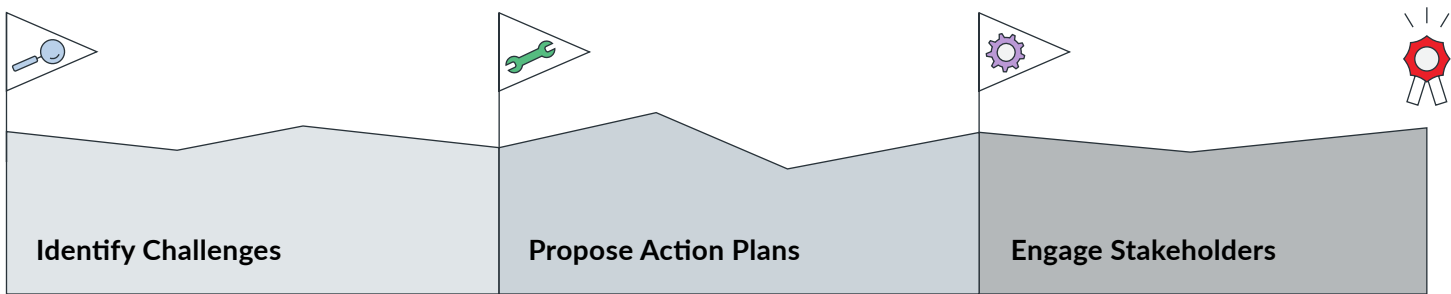 Identify Challenges
Propose Action Plans
Engage Stakeholders